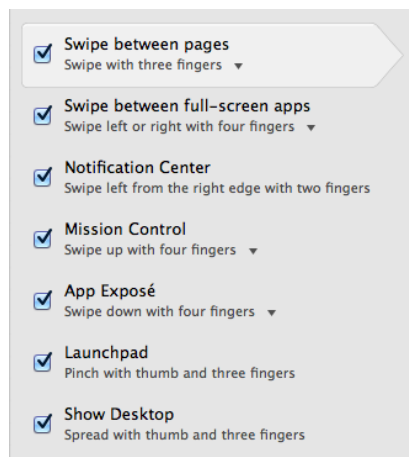 Swipe between pages
Swipe with three fingers
Swipe between full-screen apps
Swipe left or right with four fingers
Notification Center
Swipe left from the right edge with two fingers
Mission Control
Swipe up with four fingers
App Exposé
Swipe down with four fingers
Launchpad
Pinch with thumb and three fingers
Show Desktop
Spread with thumb and three fingers